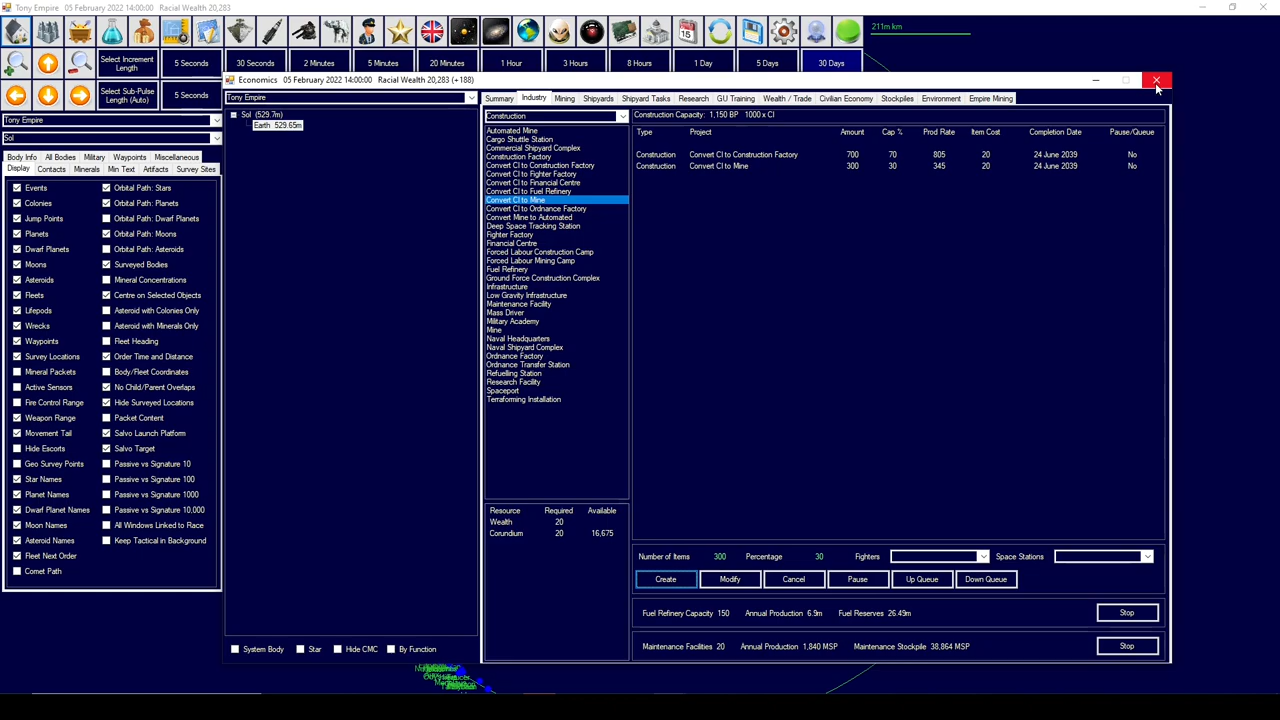 Tony Empire 05 February 2022 14:00:00 Racial Wealth 20,283
211m km
Select Increment Length
5 Seconds
30 Seconds
2 Minutes
5 Minutes
20 Minutes
1 Hour
3 Hours
8 Hours
1 Day
5 Days
30 Days
Select Sub-Pulse Length (Auto)
5 Seconds
Economics 05 February 2022 14:00:00 Racial Wealth 20,283 (+188)
Tony Empire
Sol
Body Info All Bodies Military Waypoints Miscellaneous
Display Contacts Minerals Min Text Artifacts Survey Sites
Events Orbital Path: Stars
Colonies Orbital Path: Planets
Jump Points Orbital Path: Dwarf Planets
Planets Orbital Path: Moons
Dwarf Planets Orbital Path: Asteroids
Moons Surveyed Bodies
Asteroids Mineral Concentrations
Fleets Centre on Selected Objects
Lifepods Asteroid with Colonies Only
Wrecks Asteroid with Minerals Only
Waypoints Fleet Heading
Survey Locations Order Time and Distance
Mineral Packets Body/Fleet Coordinates
Active Sensors No Child/Parent Overlaps
Fire Control Range Hide Surveyed Locations
Weapon Range Packet Content
Movement Tail Salvo Launch Platform
Hide Escorts Salvo Target
Geo Survey Points Passive vs Signature 10
Star Names Passive vs Signature 100
Planet Names Passive vs Signature 1000
Dwarf Planet Names Passive vs Signature 10,000
Moon Names All Windows Linked to Race
Asteroid Names Keep Tactical in Background
Fleet Next Order
Comet Path
Tony Empire
Sol (529.7m)
Earth 529.65m
System Body Star Hide CMC By Function
Summary Industry Mining Shipyards Shipyard Tasks Research GU Training Wealth / Trade Civilian Economy Stockpiles Environment Empire Mining
Construction
Automated Mine
Cargo Shuttle Station
Commercial Shipyard Complex
Construction Factory
Convert CI to Construction Factory
Convert CI to Fighter Factory
Convert CI to Financial Centre
Convert CI to Fuel Refinery
Convert CI to Mine
Convert CI to Ordnance Factory
Convert Mine to Automated
Deep Space Tracking Station
Fighter Factory
Financial Centre
Forced Labour Construction Camp
Forced Labour Mining Camp
Fuel Refinery
Ground Force Construction Complex
Infrastructure
Low Gravity Infrastructure
Maintenance Facility
Mass Driver
Military Academy
Mine
Naval Headquarters
Naval Shipyard Complex
Ordnance Factory
Ordnance Transfer Station
Refuelling Station
Research Facility
Spaceport
Terraforming Installation
Resource Required Available
Wealth 20
Corundium 20 16,675
Construction Capacity: 1,150 BP 1000 x CI
Type Project Amount Cap % Prod Rate Item Cost Completion Date Pause/Queue
Construction Convert CI to Construction Factory 700 70 805 20 24 June 2039 No
Construction Convert CI to Mine 300 30 345 20 24 June 2039 No
Number of Items 300 Percentage 30 Fighters Space Stations
Create Modify Cancel Pause Up Queue Down Queue
Fuel Refinery Capacity 150 Annual Production 6.9m Fuel Reserves 26.49m Stop
Maintenance Facilities 20 Annual Production 1,840 MSP Maintenance Stockpile 38,864 MSP Stop